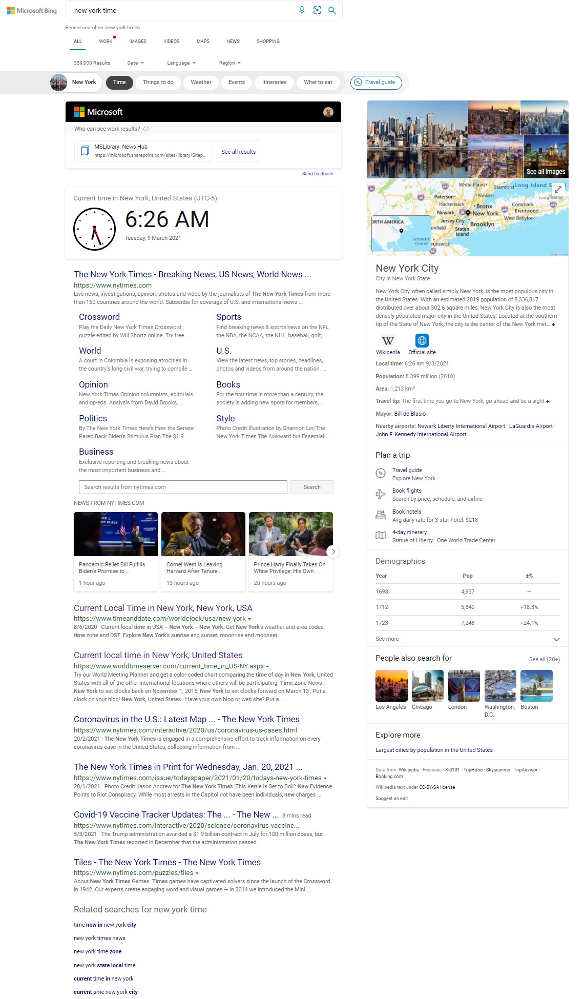 Microsoft Bing
new york time
Recent searches: new york times
ALL WORK IMAGES VIDEOS MAPS NEWS SHOPPING
359,000 Results Date Language Region
New York Time Things to do Weather Events Itineraries What to eat Travel guide
Microsoft
Who can see work results?
MSLibrary: News Hub
https://microsoft.sharepoint.com/sites/library/Sitep...
See all results
Send feedback
Current time in New York, United States (UTC-5)
6:26 AM
Tuesday, 9 March 2021
The New York Times - Breaking News, US News, World News ...
https://www.nytimes.com
Live news, investigations, opinion, photos and video by the journalists of The New York Times from more
than 150 countries around the world. Subscribe for coverage of U.S. and international news ...
Crossword
Play the Daily New York Times Crossword
puzzle edited by Will Shortz online. Try free ...
Sports
Find breaking news & sports news on the NFL,
the NBA, the NCAA, the NHL, baseball, golf, ...
World
A court in Colombia is exposing atrocities in
the country's long civil war, trying to compile ...
U.S.
View the latest news, top stories, headlines,
photos and videos from around the nation. ...
Opinion
New York Times Opinion columnists, editorials
and op-eds. Analysis from David Brooks, ...
Books
For the first time in more than a century, the
society is adding new spots for members, ...
Politics
By The New York Times Here's How the Senate
Pared Back Biden's Stimulus Plan The $1.9 ...
Style
Photo Credit Illustration by Shannon Lin/The
New York Times The Awkward but Essential ...
Business
Exclusive reporting and breaking news about
the most important business and ...
Search results from nytimes.com Search
NEWS FROM NYTIMES.COM
Pandemic Relief Bill Fulfills
Biden's Promise to ...
1 hour ago
Cornel West Is Leaving
Harvard After Tenure ...
13 hours ago
Prince Harry Finally Takes On
White Privilege: His Own
20 hours ago
Current Local Time in New York, New York, USA
https://www.timeanddate.com/worldclock/usa/new-york
8/6/2020 · Current local time in USA – New York – New York. Get New York's weather and area codes,
time zone and DST. Explore New York's sunrise and sunset, moonrise and moonset.
Current local time in New York, United States
https://www.worldtimeserver.com/current_time_in_US-NY.aspx
Try our World Meeting Planner and get a color-coded chart comparing the time of day in New York, United
States with all of the other international locations where others will be participating. Time Zone News .
New York to set clocks back on November 1, 2015; New York to set clocks forward on March 13 ; Put a
clock on your blog! New York, United States . Have your own blog or web site? Put a ...
Coronavirus in the U.S.: Latest Map ... - The New York Times
https://www.nytimes.com/interactive/2020/us/coronavirus-us-cases.html
20/2/2021 · The New York Times is engaged in a comprehensive effort to track information on every
coronavirus case in the United States, collecting information from ...
The New York Times in Print for Wednesday, Jan. 20, 2021 ...
https://www.nytimes.com/issue/todayspaper/2021/01/20/todays-new-york-times
20/1/2021 · Photo Credit Jason Andrew for The New York Times 'This Kettle Is Set to Boil': New Evidence
Points to Riot Conspiracy. While most arrests in the Capitol riot have been individuals, new charges ...
Covid-19 Vaccine Tracker Updates: The ... - The New ... 8 mins read
https://www.nytimes.com/interactive/2020/science/coronavirus-vaccine...
5/3/2021 · The Trump administration awarded a $1.9 billion contract in July for 100 million doses, but
The New York Times reported in December that the administration passed ...
Tiles - The New York Times - The New York Times
https://www.nytimes.com/puzzles/tiles
About New York Times Games. Times games have captivated solvers since the launch of the Crossword
in 1942. Our experts create engaging word and visual games — in 2014 we introduced the Mini ...
Related searches for new york time
time now in new york city
new york times news
new york time zone
new york state local time
current time in new york
current time new york city
See all images
White Plains
Stamford
Long Island S
Paterson
Yonkers
Long Island
Hackensack
Bronx
Commack
Newark
New York
Brentwood
Jersey City
West Babylon
Staten
Island
Brooklyn
ORTH AMERICA
infield
Atlantic
Ocean
runswick
New York City
City in New York State
New York City, often called simply New York, is the most populous city in
the United States. With an estimated 2019 population of 8,336,817
distributed over about 302.6 square miles, New York City is also the most
densely populated major city in the United States. Located at the southern
tip of the State of New York, the city is the center of the New York met... +
Wikipedia Official site
Local time: 6:26 am 9/3/2021
Population: 8.399 million (2018)
Area: 1,213 km²
Travel tip: The first time you go to New York, go ahead and be a sight +
Mayor: Bill de Blasio
Nearby airports: Newark Liberty International Airport · LaGuardia Airport ·
John F. Kennedy International Airport
Plan a trip
Travel guide
Explore New York
Book flights
Search by price, schedule, and airline
Book hotels
Avg daily rate for 3-star hotel: $218
4-day itinerary
Statue of Liberty · One World Trade Center
Demographics
Year Pop ±%
1698 4,937 —
1712 5,840 +18.3%
1723 7,248 +24.1%
See more
People also search for See all (20+)
Los Angeles Chicago London Washington, D.C. Boston
Explore more
Largest cities by population in the United States
Data from: Wikipedia · Freebase · Kid101 · TripHobo · Skyscanner · TripAdvisor ·
Booking.com
Wikipedia text under CC-BY-SA license
Suggest an edit